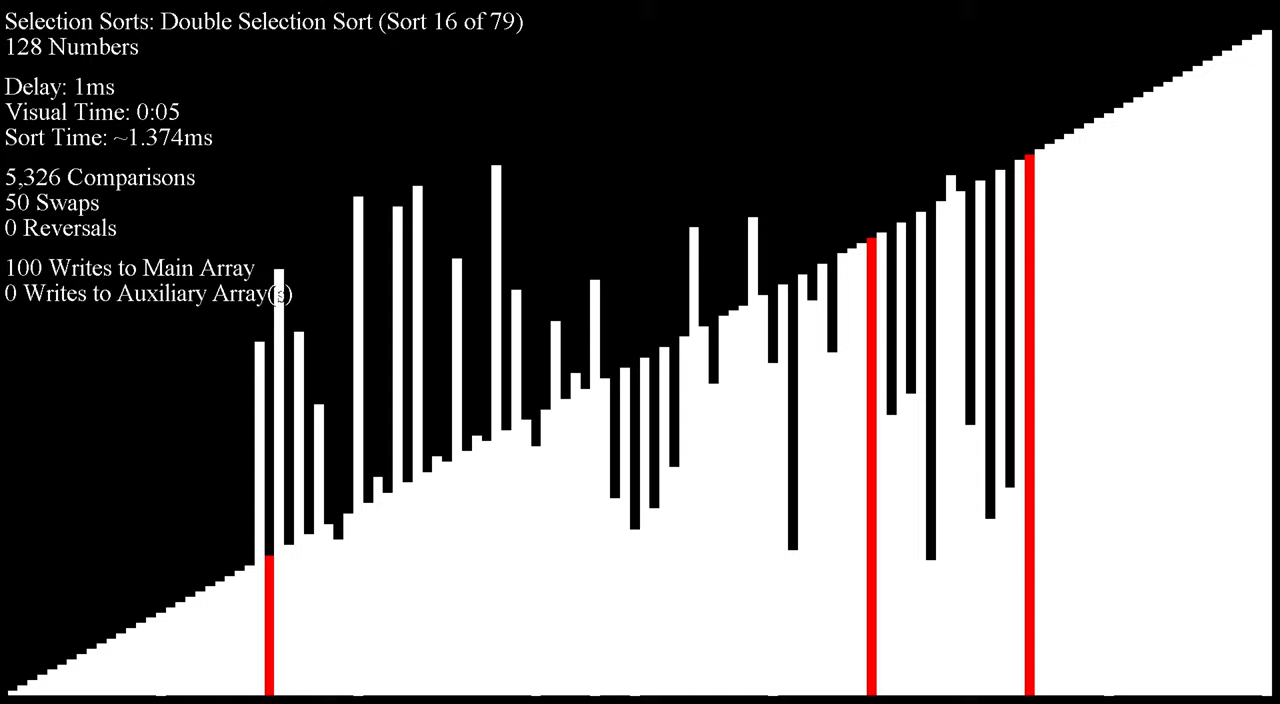 Selection Sorts: Double Selection Sort (Sort 16 of 79)
128 Numbers
Delay: 1ms
Visual Time: 0:05
Sort Time: ~1.374ms
5,326 Comparisons
50 Swaps
0 Reversals
100 Writes to Main Array
0 Writes to Auxiliary Array(s)